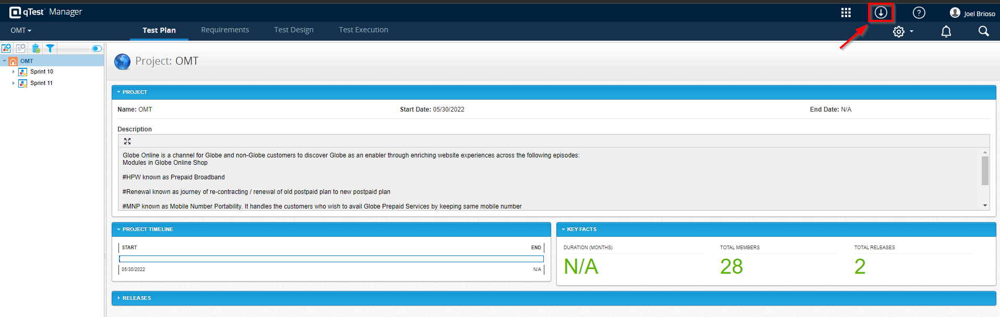 qTest Manager
?
Joel Brioso
OMT
Test Plan
Requirements
Test Design
Test Execution
OMT
Sprint 10
Sprint 11
Project: OMT
PROJECT
Name: OMT
Start Date: 05/30/2022
End Date: N/A
Description
Globe Online is a channel for Globe and non-Globe customers to discover Globe as an enabler through enriching website experiences across the following episodes:
Modules in Globe Online Shop
#HPW known as Prepaid Broadband
#Renewal known as journey of re-contracting / renewal of old postpaid plan to new postpaid plan
#MNP known as Mobile Number Portability. It handles the customers who wish to avail Globe Prepaid Services by keeping same mobile number
PROJECT TIMELINE
START
END
05/30/2022
N/A
KEY FACTS
DURATION (MONTHS)
N/A
TOTAL MEMBERS
28
TOTAL RELEASES
2
RELEASES